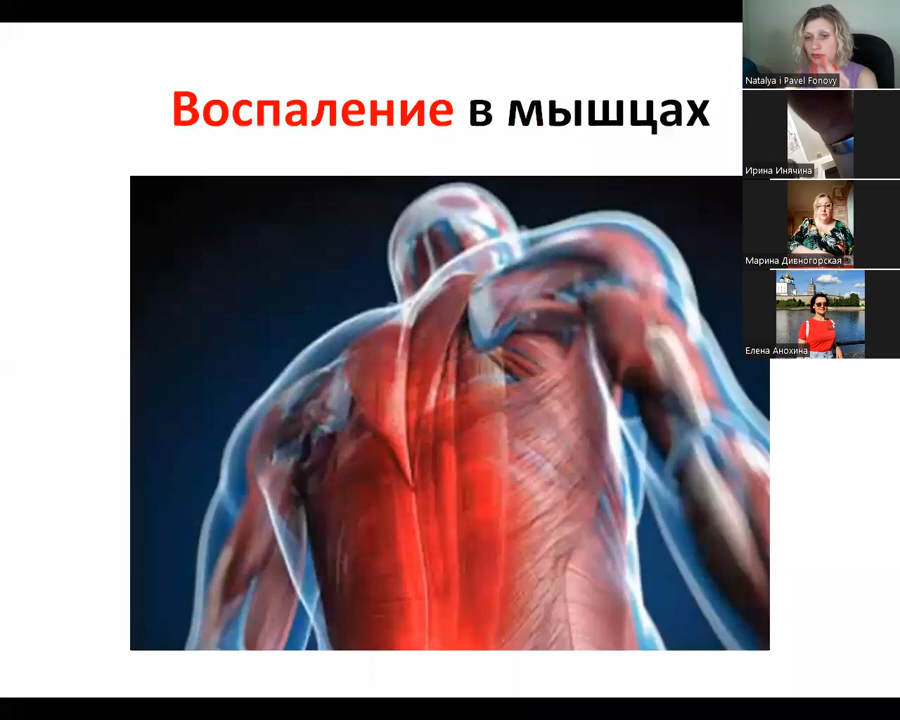 Воспаление в мышцах
Natalya i Pavel Fonovy
Ирина Инячина
Марина Дивногорская
Елена Анохина